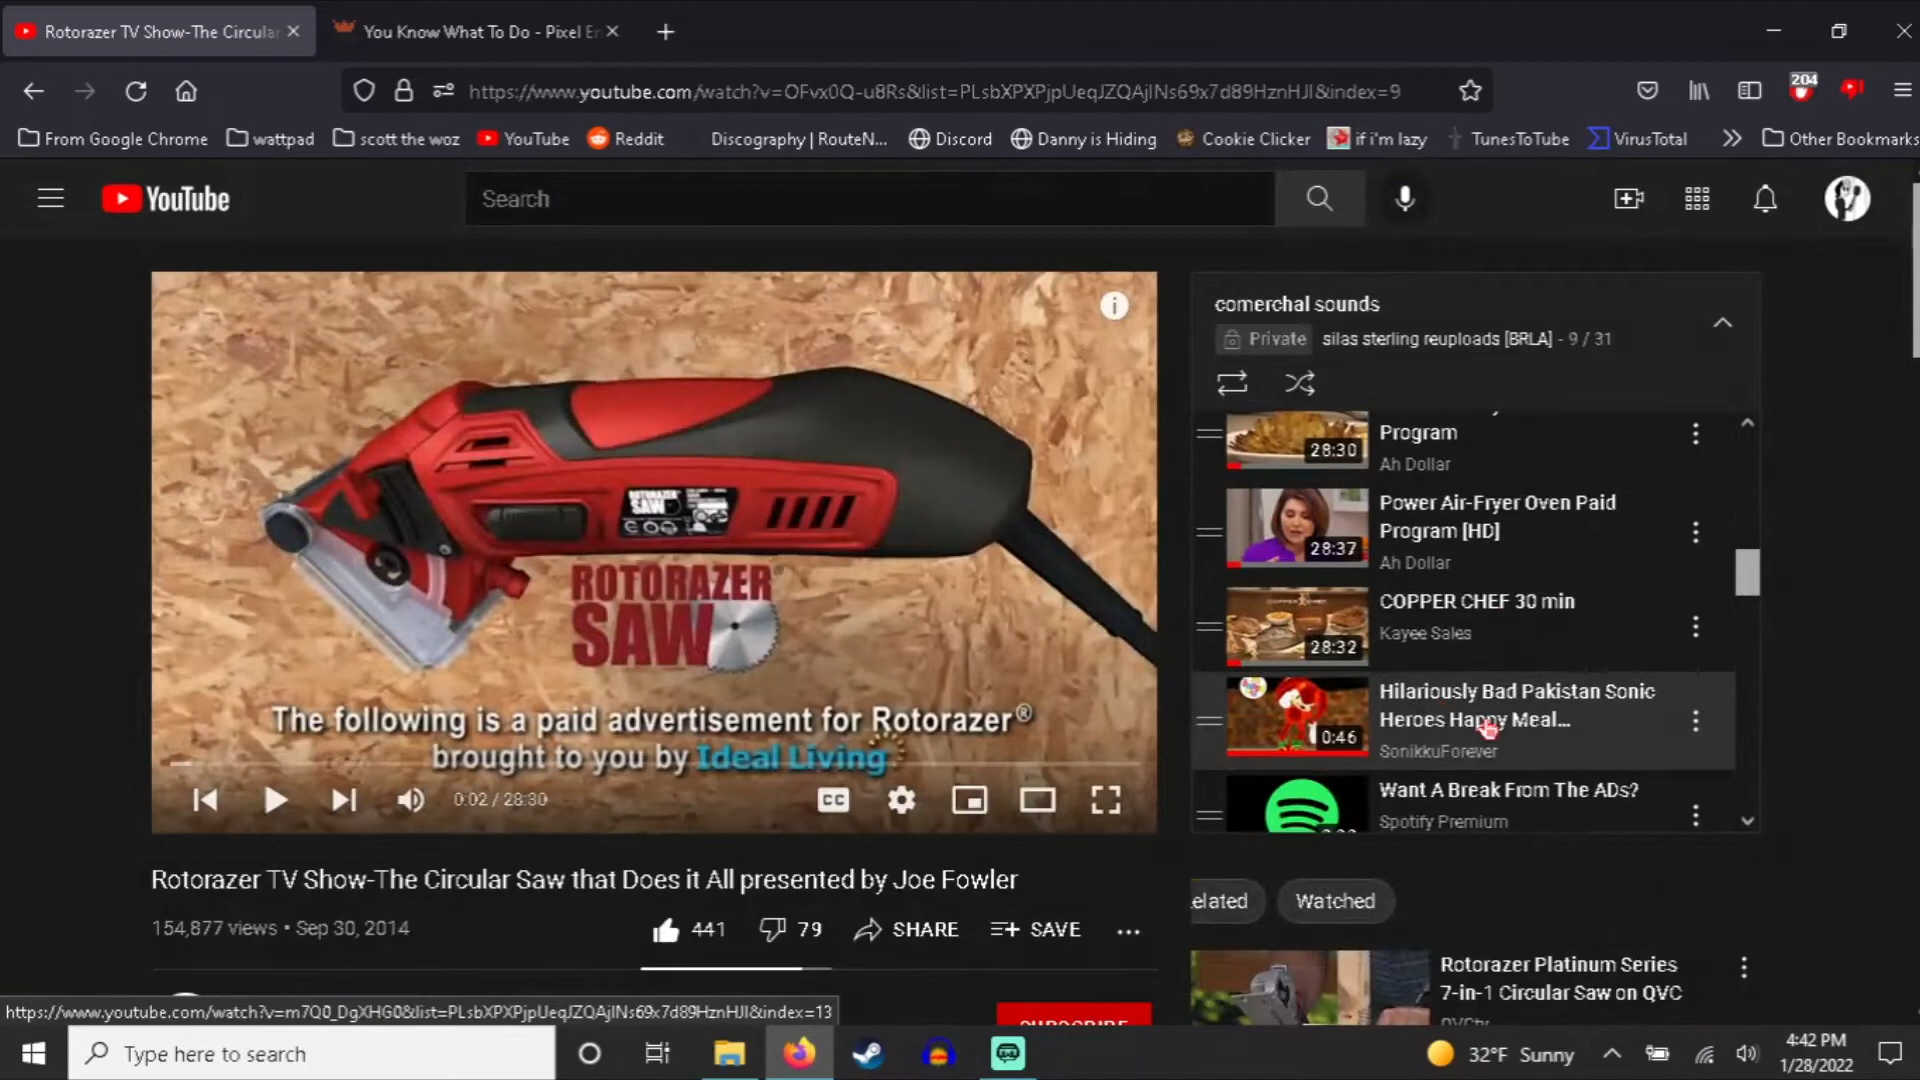 Rotorazer TV Show-The Circular
You Know What To Do - Pixel En
204
https://www.youtube.com/watch?v=OFvx0Q-u8Rs&list=PLsbXPXPjpUeqJZQAjINs69x7d89HznHJI&index=9
From Google Chrome
wattpad
scott the woz
YouTube
Reddit
Discography | RouteN...
Discord
Danny is Hiding
Cookie Clicker
if i'm lazy
TunesToTube
VirusTotal
Other Bookmarks
YouTube
Search
ROTORAZER
SAW
ROTORAZER®
SAW
The following is a paid advertisement for Rotorazer®
brought to you by Ideal Living
0:02 / 28:30
CC
comerchal sounds
Private
silas sterling reuploads [BRLA] - 9 / 31
Program
28:30
Ah Dollar
Power Air-Fryer Oven Paid
Program [HD]
28:37
Ah Dollar
COPPER CHEF 30 min
Kayee Sales
28:32
Hilariously Bad Pakistan Sonic
Heroes Happy Meal...
0:46
SonikkuForever
Want A Break From The ADs?
Spotify Premium
Rotorazer TV Show-The Circular Saw that Does it All presented by Joe Fowler
154,877 views • Sep 30, 2014
441
79
SHARE
SAVE
elated
Watched
Rotorazer Platinum Series
7-in-1 Circular Saw on QVC
QVCtv
SUBSCRIBE
https://www.youtube.com/watch?v=m7Q0_DgXHG0&list=PLsbXPXPjpUeqJZQAjINs69x7d89HznHJI&index=13
Type here to search
32°F Sunny
4:42 PM
1/28/2022